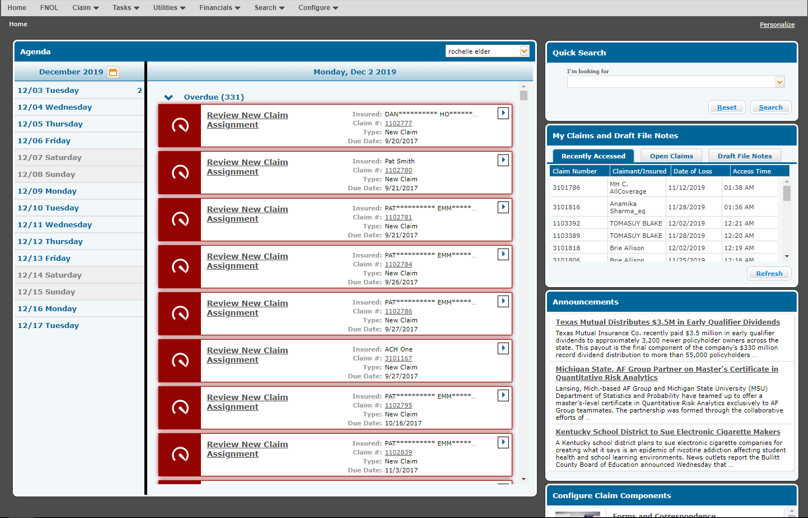 Home FNOL Claim Tasks Utilities Financials Search Configure
Home Personalize
Agenda
rochelle elder
December 2019
Monday, Dec 2 2019
12/03 Tuesday 2
12/04 Wednesday
12/05 Thursday
12/06 Friday
12/07 Saturday
12/08 Sunday
12/09 Monday
12/10 Tuesday
12/11 Wednesday
12/12 Thursday
12/13 Friday
12/14 Saturday
12/15 Sunday
12/16 Monday
12/17 Tuesday
Overdue (331)
Review New Claim
Assignment
Insured: DAN********** HO******...
Claim #: 1102777
Type: New Claim
Due Date: 9/20/2017
Review New Claim
Assignment
Insured: Pat Smith
Claim #: 1102780
Type: New Claim
Due Date: 9/21/2017
Review New Claim
Assignment
Insured: PAT********** EMM*****...
Claim #: 1102781
Type: New Claim
Due Date: 9/21/2017
Review New Claim
Assignment
Insured: PAT********** EMM*****...
Claim #: 1102784
Type: New Claim
Due Date: 9/26/2017
Review New Claim
Assignment
Insured: PAT********** EMM*****...
Claim #: 1102786
Type: New Claim
Due Date: 9/27/2017
Review New Claim
Assignment
Insured: ACH One
Claim #: 3101167
Type: New Claim
Due Date: 9/27/2017
Review New Claim
Assignment
Insured: PAT********** EMM*****...
Claim #: 1102795
Type: New Claim
Due Date: 10/16/2017
Review New Claim
Assignment
Insured: PAT********** EMM*****...
Claim #: 1102839
Type: New Claim
Due Date: 11/3/2017
Quick Search
I'm looking for
Reset Search
My Claims and Draft File Notes
Recently Accessed Open Claims Draft File Notes
Claim Number Claimant/Insured Date of Loss Access Time
3101786 MH C. AllCoverage 11/12/2019 01:38 AM
3101816 Anamika Sharma_eq 11/28/2019 01:36 AM
1103392 TOMASUY BLAKE 12/02/2019 12:21 AM
1103389 TOMASUY BLAKE 11/28/2019 12:20 AM
3101818 Brie Allison 12/02/2019 12:19 AM
3101806 Brie Allison 11/25/2019 12:16 AM
Refresh
Announcements
Texas Mutual Distributes $3.5M in Early Qualifier Dividends
Texas Mutual Insurance Co. recently paid $3.5 million in early qualifier
dividends to approximately 3,200 newer policyholder owners across the
state. This payout is the final component of the company's $330 million
record dividend distribution to more than 55,000 policyholders ...
Michigan State, AF Group Partner on Master's Certificate in
Quantitative Risk Analytics
Lansing, Mich.-based AF Group and Michigan State University (MSU)
Department of Statistics and Probability have teamed up to offer a
master's-level certificate in Quantitative Risk Analytics exclusively to AF
Group teammates. The partnership was formed through the collaborative
efforts of ...
Kentucky School District to Sue Electronic Cigarette Makers
A Kentucky school district plans to sue electronic cigarette companies for
creating what it says is an epidemic of nicotine addiction affecting student
health and school learning environments. News outlets report the Bullitt
County Board of Education announced Wednesday that ...
Configure Claim Components
Forms and Correspondence